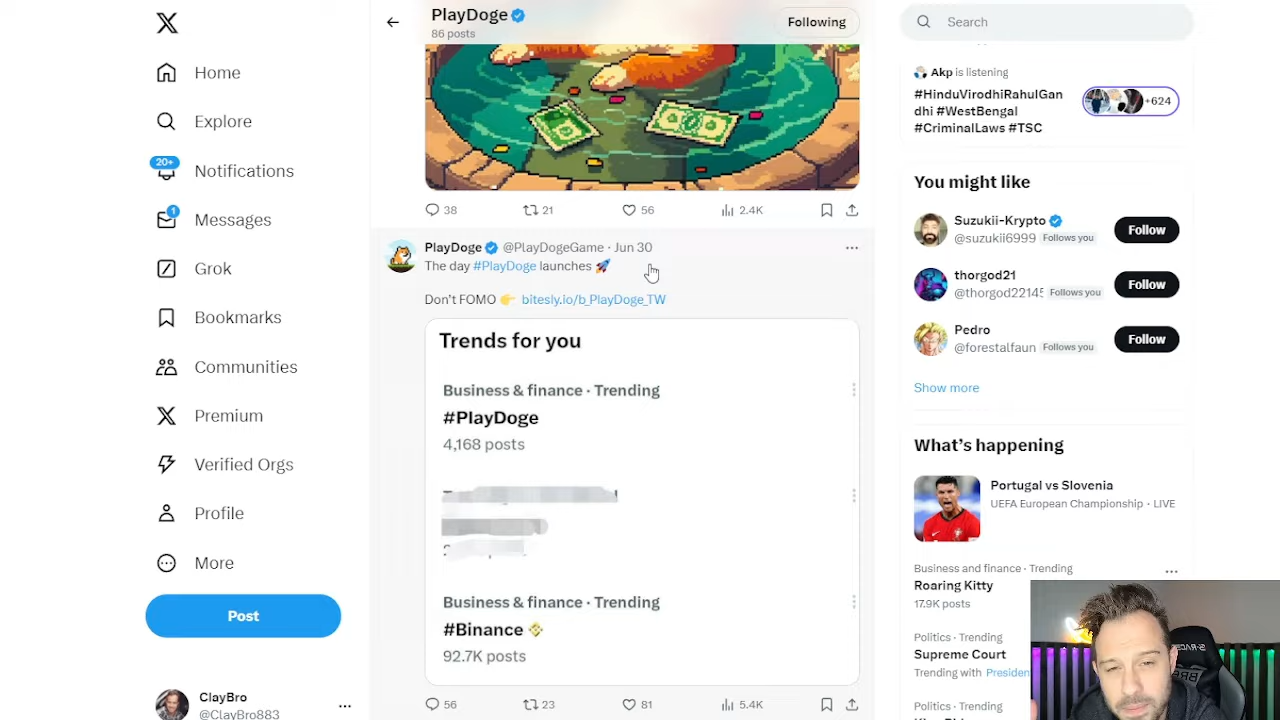 Home
Explore
20+
Notifications
1
Messages
Grok
Bookmarks
Communities
Premium
Verified Orgs
Profile
More
Post
ClayBro
@ClayBro883
PlayDoge
86 posts
Following
38
21
56
2.4K
PlayDoge @PlayDogeGame · Jun 30
The day #PlayDoge launches 🚀
Don't FOMO 👉 bitesly.io/b_PlayDoge_TW
Trends for you
Business & finance · Trending
#PlayDoge
4,168 posts
Business & finance · Trending
#Binance
92.7K posts
56
23
81
5.4K
Search
Akp is listening
#HinduVirodhiRahulGan
dhi #WestBengal
#CriminalLaws #TSC
+624
You might like
Suzukii-Krypto
@suzukii6999 Follows you
Follow
thorgod21
@thorgod22145 Follows you
Follow
Pedro
@forestalfaun Follows you
Follow
Show more
What's happening
Portugal vs Slovenia
UEFA European Championship · LIVE
Business and finance · Trending
Roaring Kitty
17.9K posts
Politics · Trending
Supreme Court
Trending with Presiden
Politics · Trending